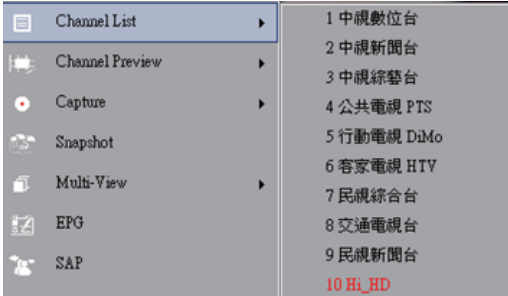 Channel List
Channel Preview
Capture
Snapshot
Multi-View
EPG
SAP
1 中視數位台
2 中視新聞台
3 中視綜藝台
4 公共電視 PTS
5 行動電視 DiMo
6 客家電視 HTV
7 民視綜合台
8 交通電視台
9 民視新聞台
10 Hi_HD